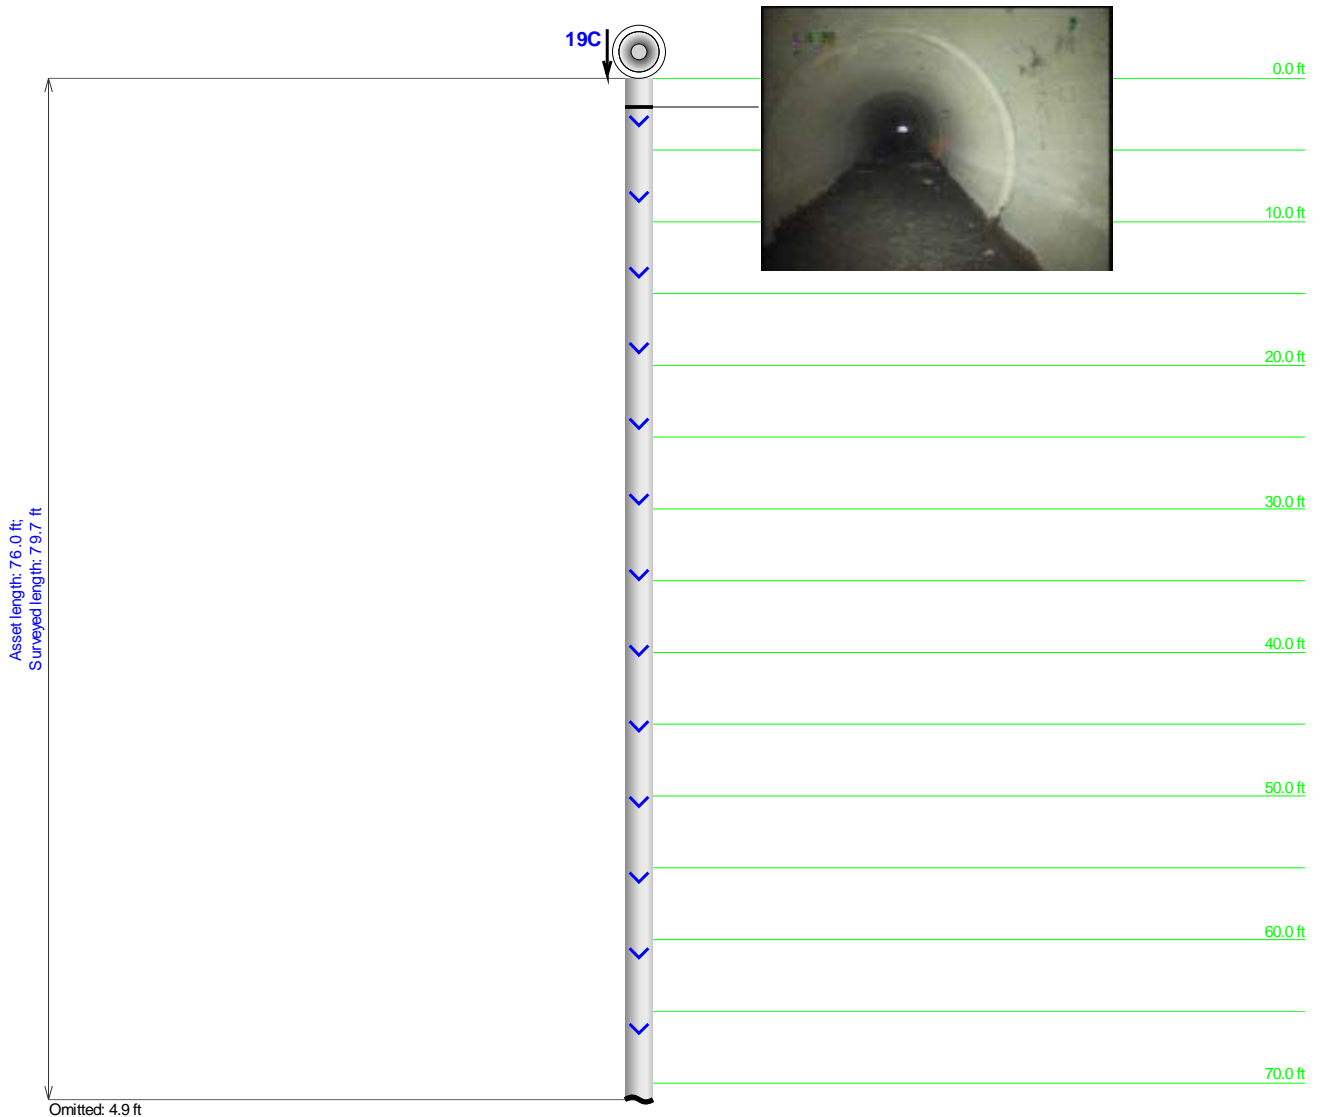 19C
0.0 ft
10.0 ft
20.0 ft
30.0 ft
40.0 ft
50.0 ft
60.0 ft
70.0 ft
Asset length: 76.0 ft;
Surveyed length: 79.7 ft
Omitted: 4.9 ft